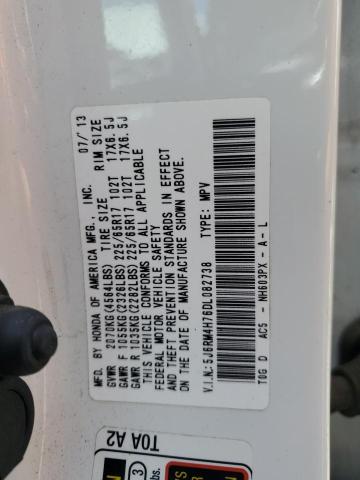 MFD BY HONDA OF AMERICA MFG., INC. 07/'13
TIRE SIZE RIM SIZE
GVWR 2070KG(4564LBS)
GAWR F 1055KG(2326LBS) 225/65R17 102T 17X6.5J
GAWR R 1035KG(2282LBS) 225/65R17 102T 17X6.5J
THIS VEHICLE CONFORMS TO ALL APPLICABLE
FEDERAL MOTOR VEHICLE SAFETY
AND THEFT PREVENTION STANDARDS IN EFFECT
ON THE DATE OF MANUFACTURE SHOWN ABOVE.
V.I.N.:5J6RM4H76DL082738 TYPE: MPV
T0G D AC5 - NH603PX - A - L
T0A A2
3